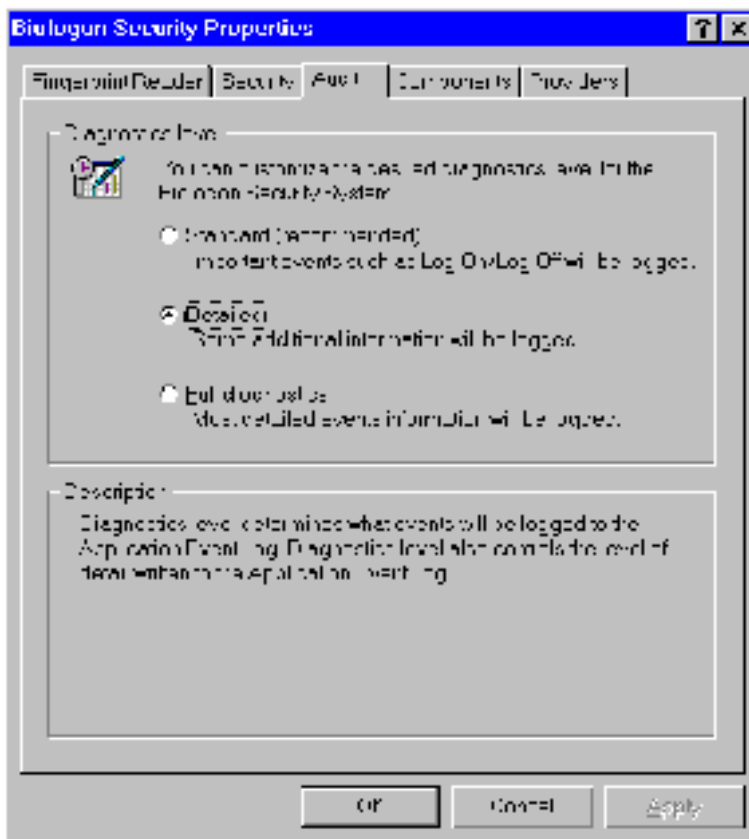 Biologon Security Properties
Fingerprint Reader Security Audit Components Providers
Diagnostics level
You can customize the desired diagnostics level for the
Biologon Security System
Standard (recommended)
Important events such as Log On/Log Off will be logged.
Detailed
Some additional information will be logged
Full diagnostics
Most detailed events information will be logged.
Description
Diagnostics level determines what events will be logged to the
Application Event Log. Diagnostics level also controls the level of
detail written to the Application Event Log
OK Cancel Apply